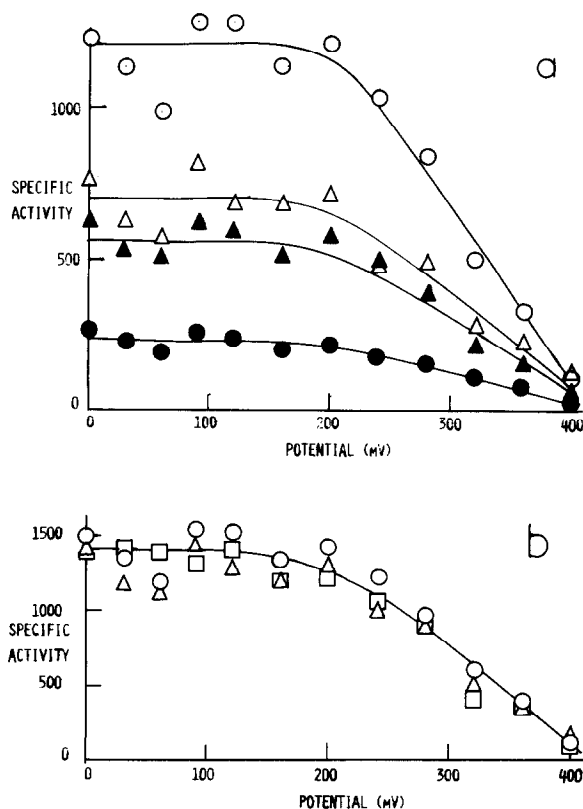 a
1000
SPECIFIC
ACTIVITY
500
0
0 100 200 300 400
POTENTIAL (MV)
b
1500
1000
SPECIFIC
ACTIVITY
500
0
0 100 200 300 400
POTENTIAL (MV)